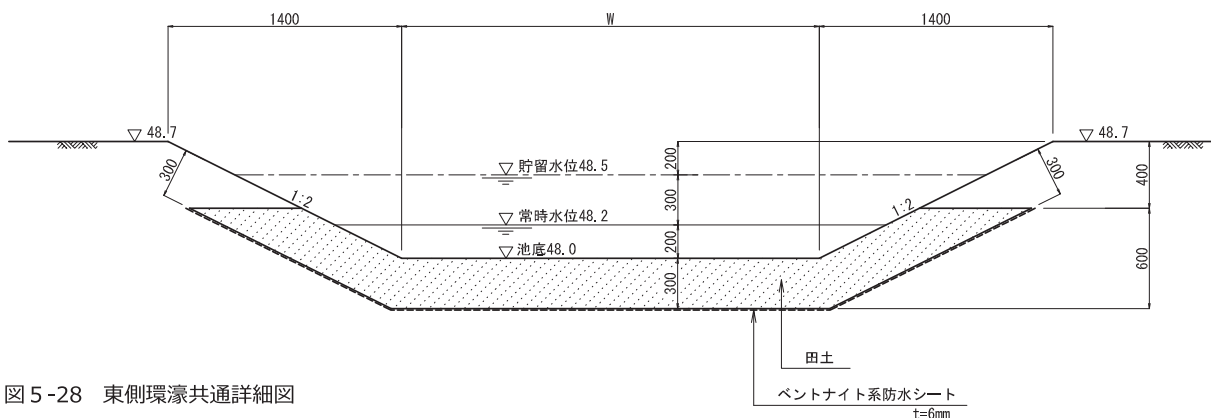 1400
W
1400
▽ 48.7
▽ 48.7
300
1:2
▽ 貯留水位48.5
200
300
1:2
400
300
▽ 常時水位48.2
▽ 池底48.0
200
300
600
田土
ベントナイト系防水シート
t=6mm
図5-28 東側環濠共通詳細図